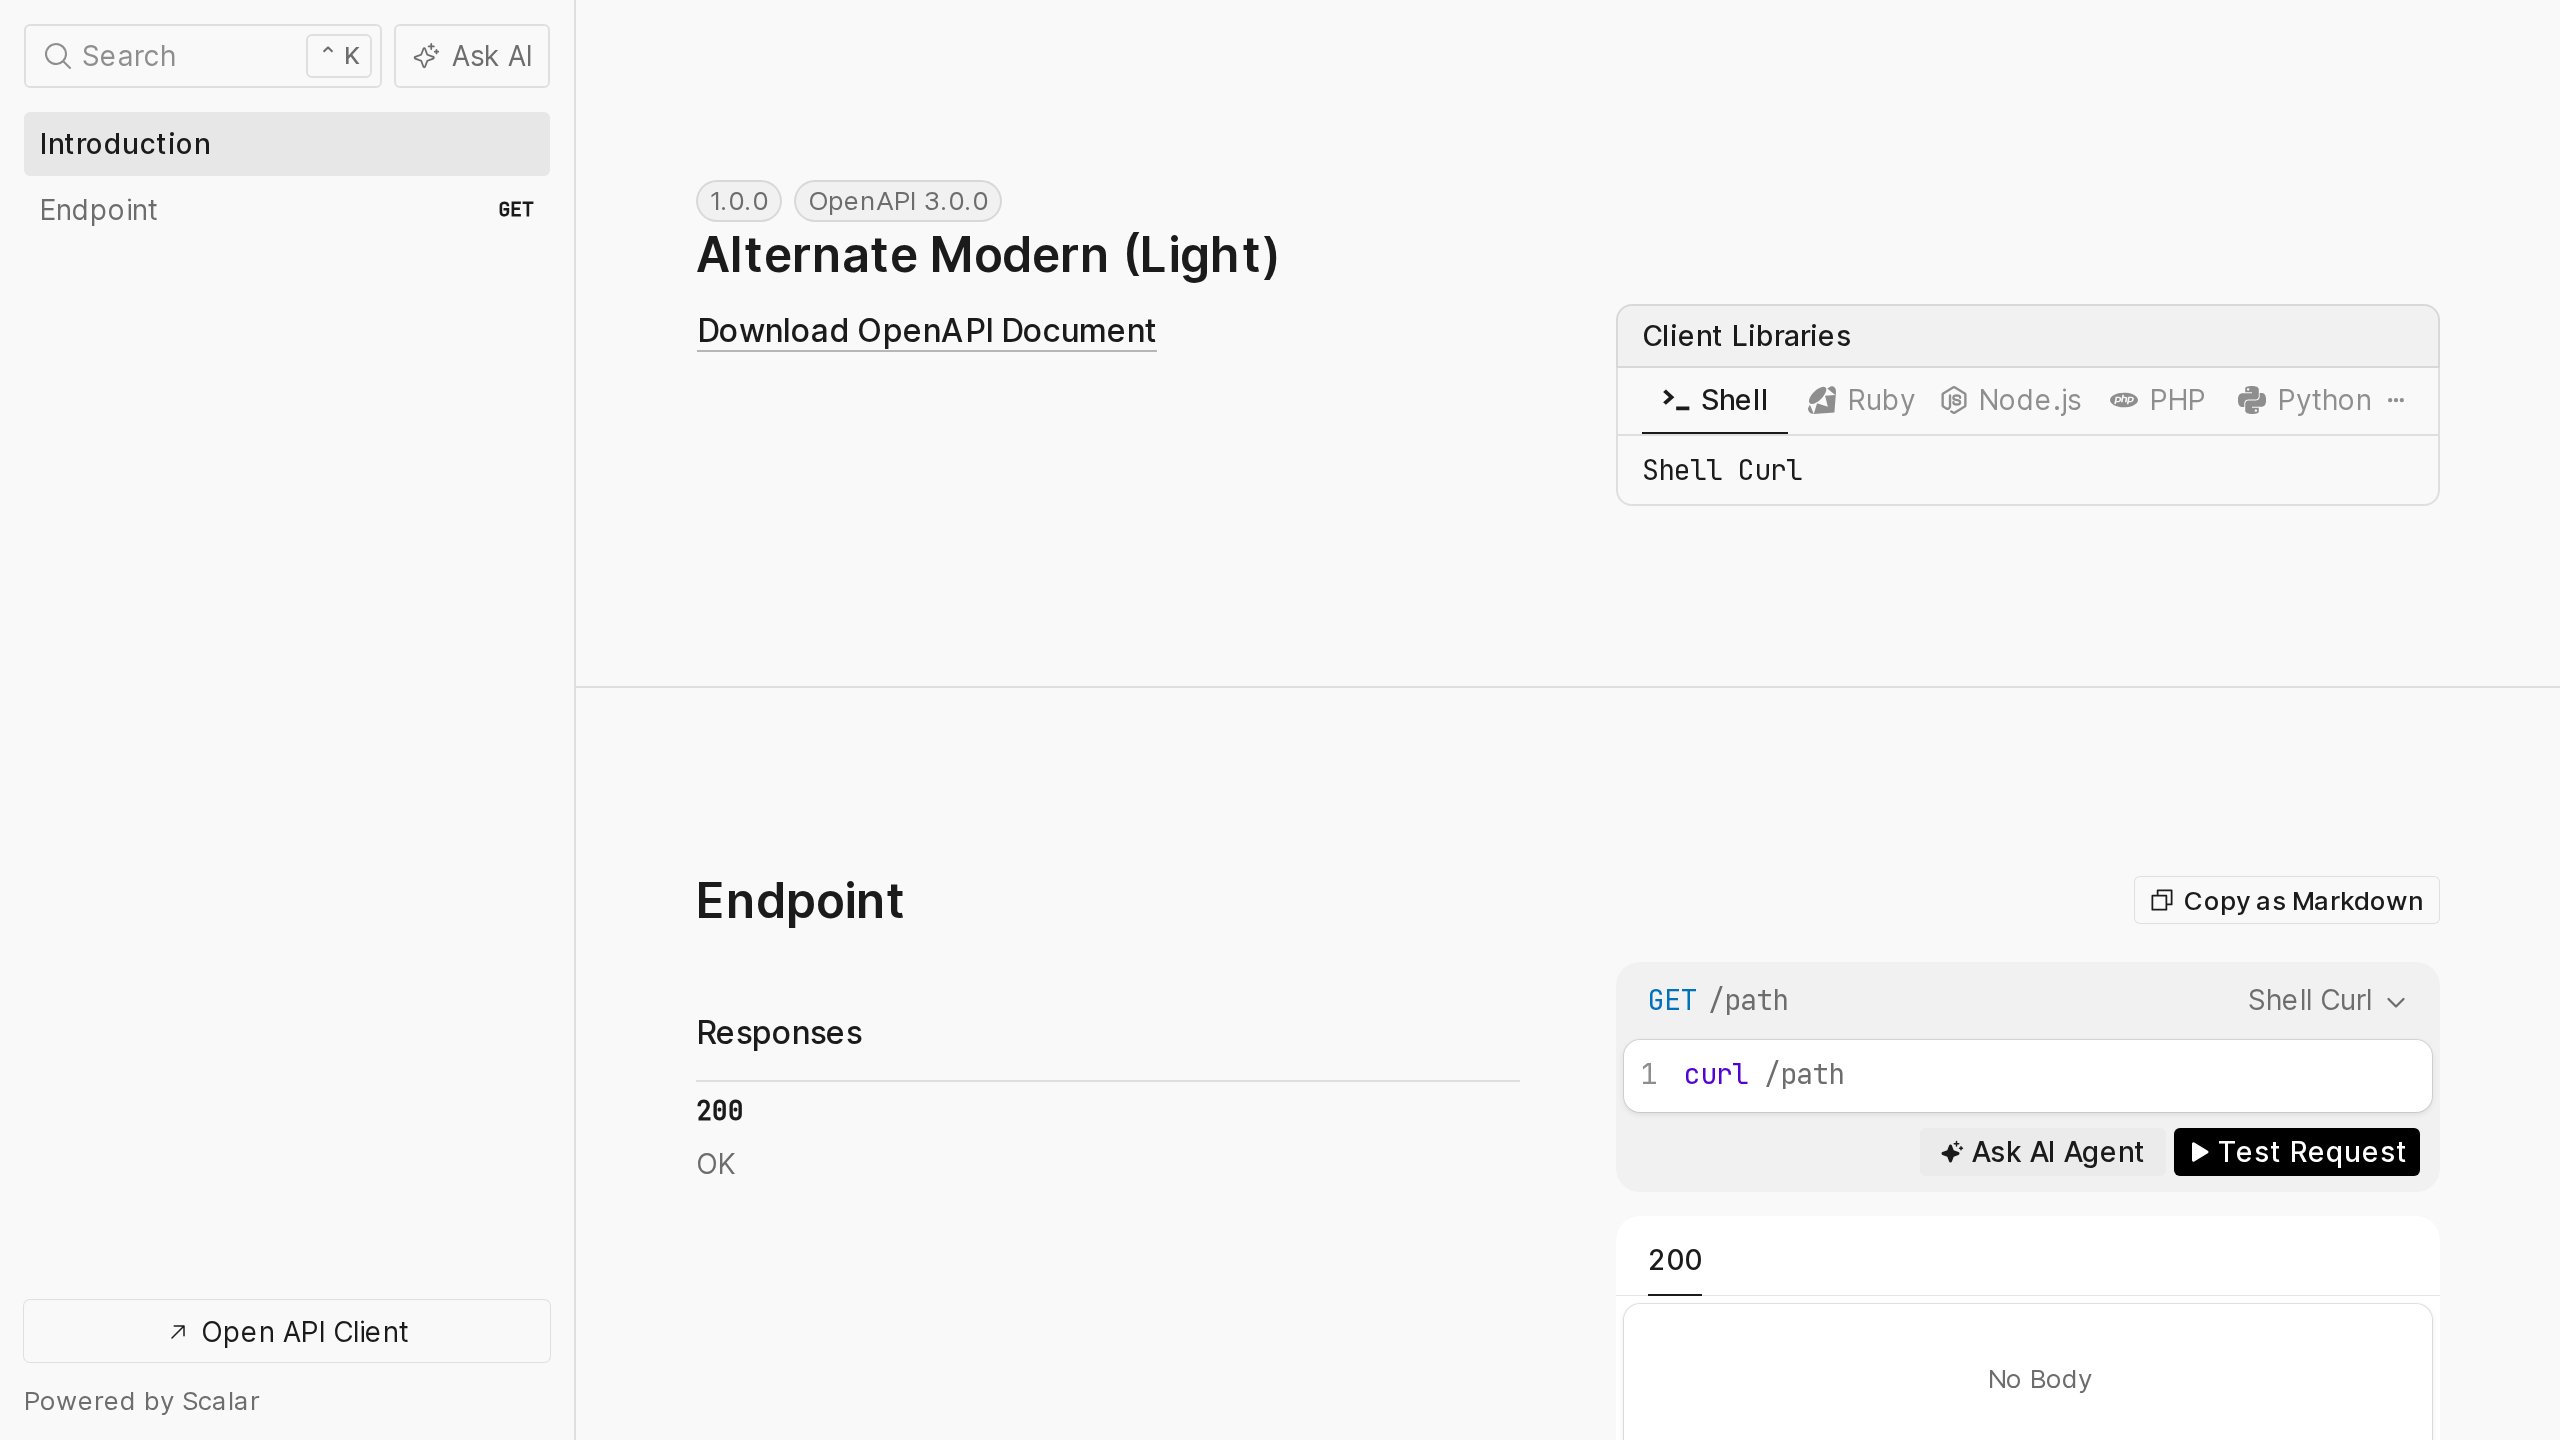 Search
⌃ K
Ask AI
Introduction
Endpoint GET
Open API Client
Powered by Scalar
1.0.0 OpenAPI 3.0.0
Alternate Modern (Light)
Download OpenAPI Document
Client Libraries
Shell Ruby Node.js PHP Python
Shell Curl
Endpoint
Copy as Markdown
Responses
200
OK
GET /path Shell Curl
1 curl /path
Ask AI Agent Test Request
200
No Body